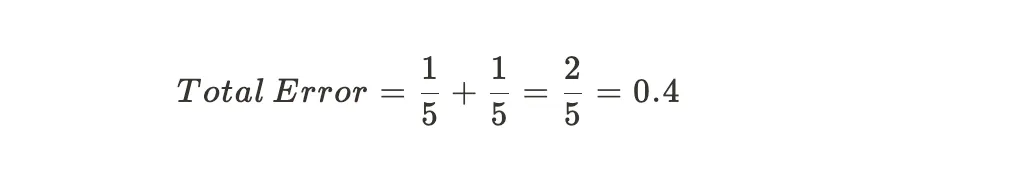 Total Error = 1/5 + 1/5 = 2/5 = 0.4